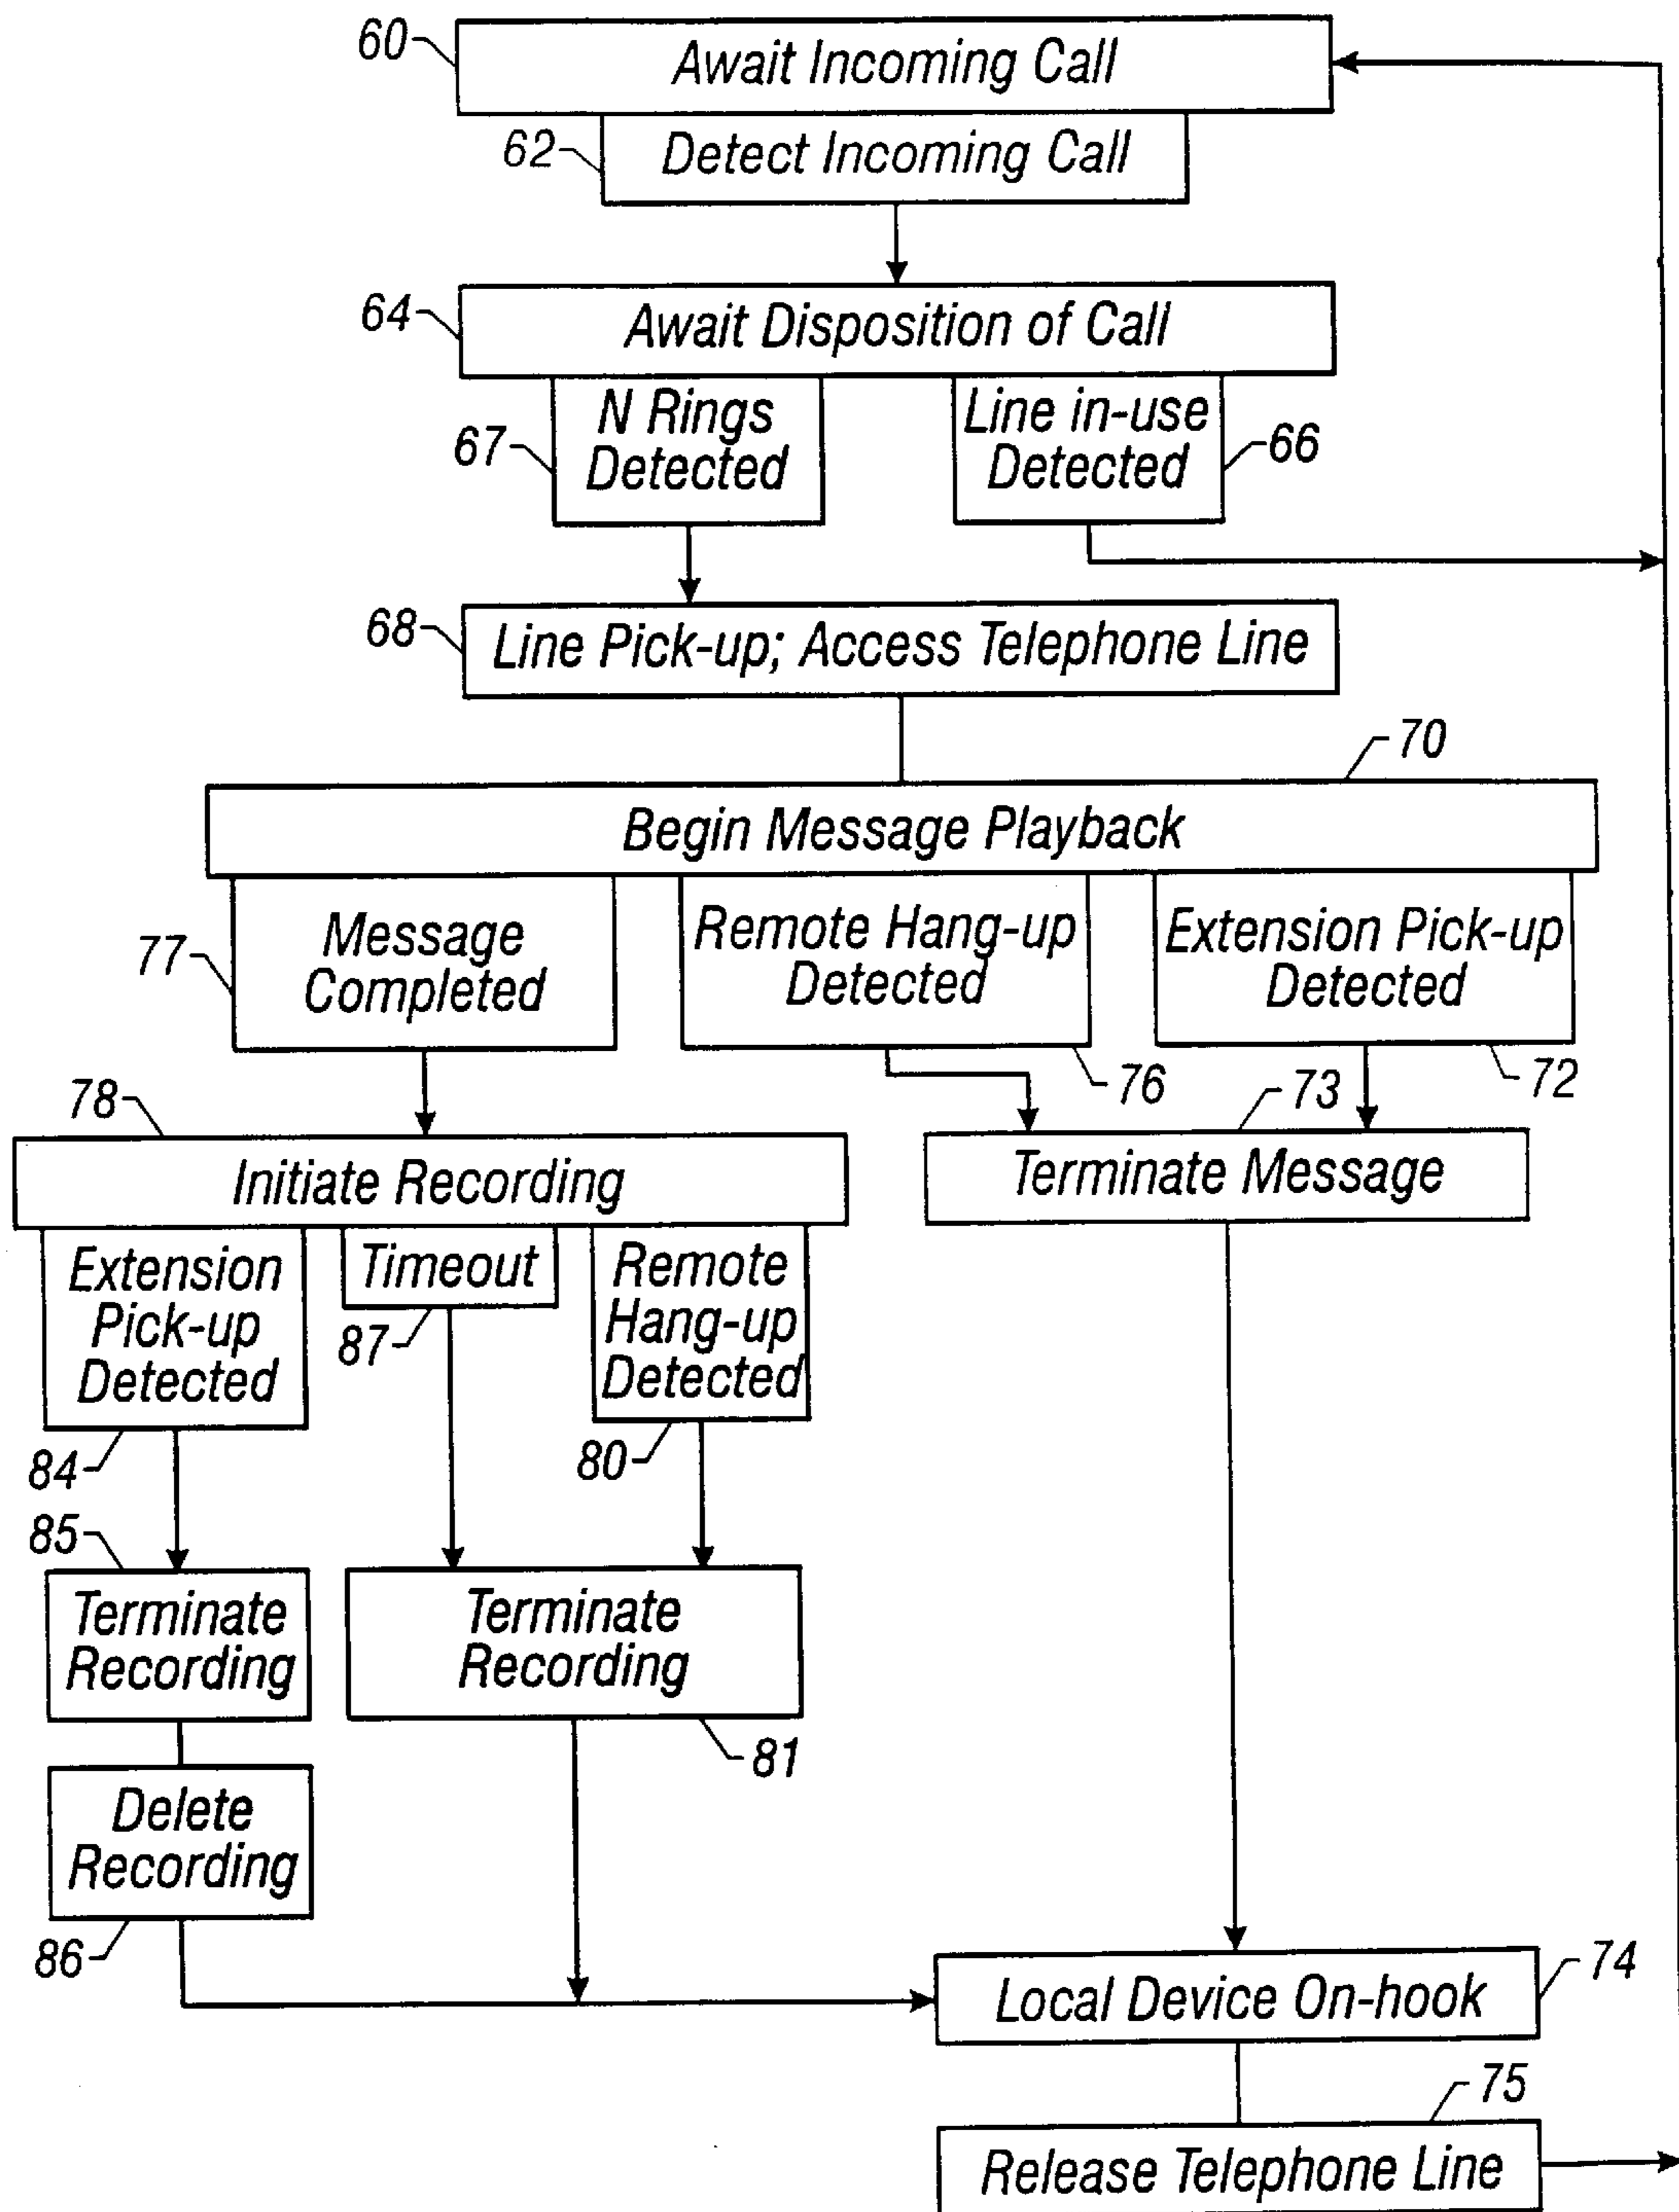 60
Await Incoming Call
62
Detect Incoming Call
64
Await Disposition of Call
67
N Rings
Detected
Line in-use
Detected
66
68
Line Pick-up; Access Telephone Line
70
Begin Message Playback
77
Message
Completed
Remote Hang-up
Detected
76
Extension Pick-up
Detected
72
78
Initiate Recording
73
Terminate Message
Extension
Pick-up
Detected
84
Timeout
87
Remote
Hang-up
Detected
80
85
Terminate
Recording
Terminate
Recording
81
Delete
Recording
86
Local Device On-hook
74
75
Release Telephone Line